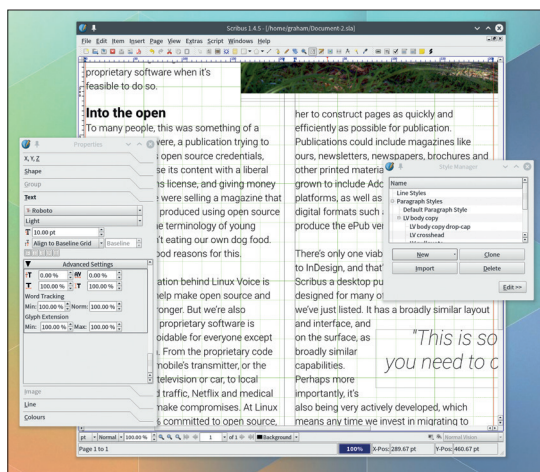 Scribus 1.4.5 - [/home/graham/Document-2.sla]
File Edit Item Insert Page View Extras Script Windows Help
proprietary software when it's
feasible to do so.
Into the open
To many people, this was something of a
were, a publication trying to
open source credentials,
se its content with a liberal
ns license, and giving money
were selling a magazine that
produced using open source
he terminology of young
n't eating our own dog food.
ood reasons for this.
ation behind Linux Voice is
help make open source and
ronger. But we're also
proprietary software is
oidable for everyone except
. From the proprietary code
mobile's transmitter, or the
television or car, to local
d traffic, Netflix and medical
make compromises. At Linux
committed to open source,
her to construct pages as quickly and
efficiently as possible for publication.
Publications could include magazines like
ours, newsletters, newspapers, brochures and
other printed materia
grown to include Ado
platforms, as well as
digital formats such a
produce the ePub ver
There's only one viab
to InDesign, and that'
Scribus a desktop pu
designed for many o
we've just listed. It has a broadly similar layout
and interface, and
on the surface, as
broadly similar
capabilities.
Perhaps more
importantly, it's
also being very actively developed, which
means any time we invest in migrating to
"This is so
you need to c
Properties
X, Y, Z
Shape
Group
Text
Roboto
Light
10.00 pt
Align to Baseline Grid Baseline
Advanced Settings
0.00 % 0.00 %
100.00 % 100.00 %
Word Tracking
Min: 100.00 % Norm: 100.00 %
Glyph Extension
Min: 100.00 % Max: 100.00 %
Image
Line
Colours
Style Manager
Name
Line Styles
Paragraph Styles
Default Paragraph Style
LV body copy
LV body copy drop-cap
LV crosshead
New Clone
Import Delete
Edit >>
pt Normal 100.00 % 1 of 1 Background Normal Vision
Page 1 to 1 100% X-Pos: 289.67 pt Y-Pos: 460.67 pt